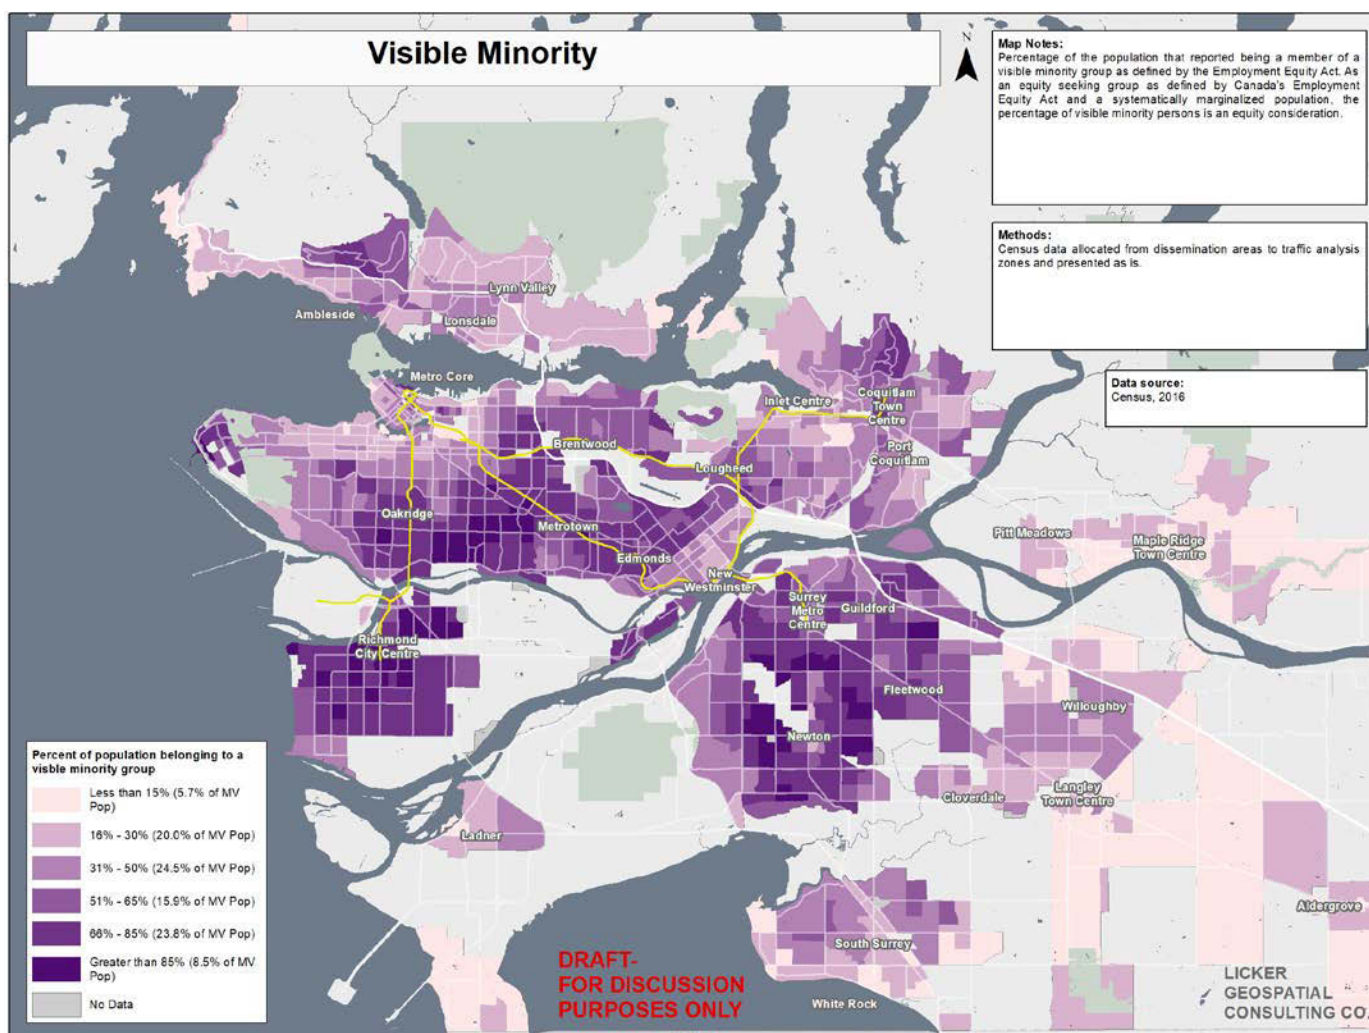 Visible Minority
N
Map Notes:
Percentage of the population that reported being a member of a
visible minority group as defined by the Employment Equity Act. As
an equity seeking group as defined by Canada's Employment
Equity Act and a systematically marginalized population, the
percentage of visible minority persons is an equity consideration.
Methods:
Census data allocated from dissemination areas to traffic analysis
zones and presented as is.
Data source:
Census, 2016
Lynn Valley
Ambleside
Lonsdale
Metro Core
Inlet Centre
Coquitlam
Town
Centre
Brentwood
Port
Coquitlam
Lougheed
Oakridge
Metrotown
Pitt Meadows
Maple Ridge
Town Centre
Edmonds
New
Westminster
Surrey
Metro
Centre
Guildford
Richmond
City Centre
Fleetwood
Willoughby
Newton
Cloverdale
Langley
Town Centre
Ladner
Aldergrove
South Surrey
White Rock
Percent of population belonging to a
visble minority group
Less than 15% (5.7% of MV
Pop)
16% - 30% (20.0% of MV Pop)
31% - 50% (24.5% of MV Pop)
51% - 65% (15.9% of MV Pop)
66% - 85% (23.8% of MV Pop)
Greater than 85% (8.5% of MV
Pop)
No Data
DRAFT-
FOR DISCUSSION
PURPOSES ONLY
LICKER
GEOSPATIAL
CONSULTING CO.